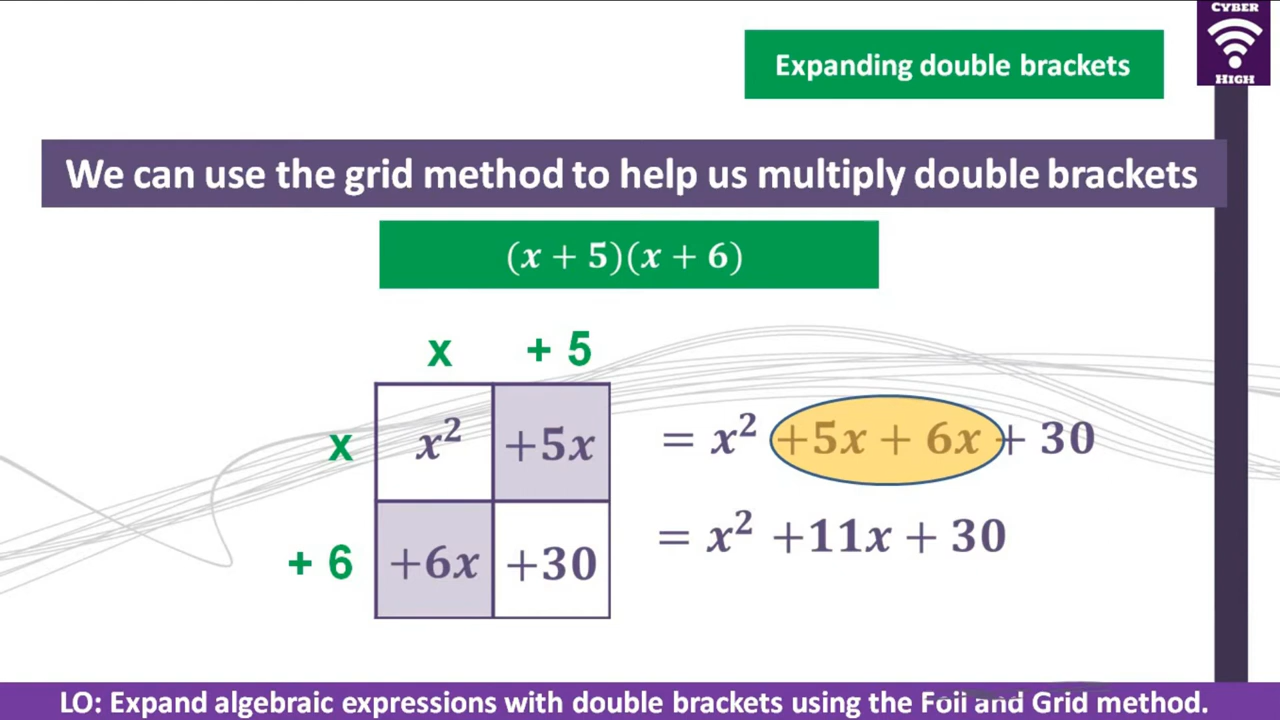 CYBER
HIGH
Expanding double brackets
We can use the grid method to help us multiply double brackets
(x + 5)(x + 6)
x + 5
x x² +5x
+ 6 +6x +30
= x² +5x + 6x + 30
= x² +11x + 30
LO: Expand algebraic expressions with double brackets using the Foil and Grid method.